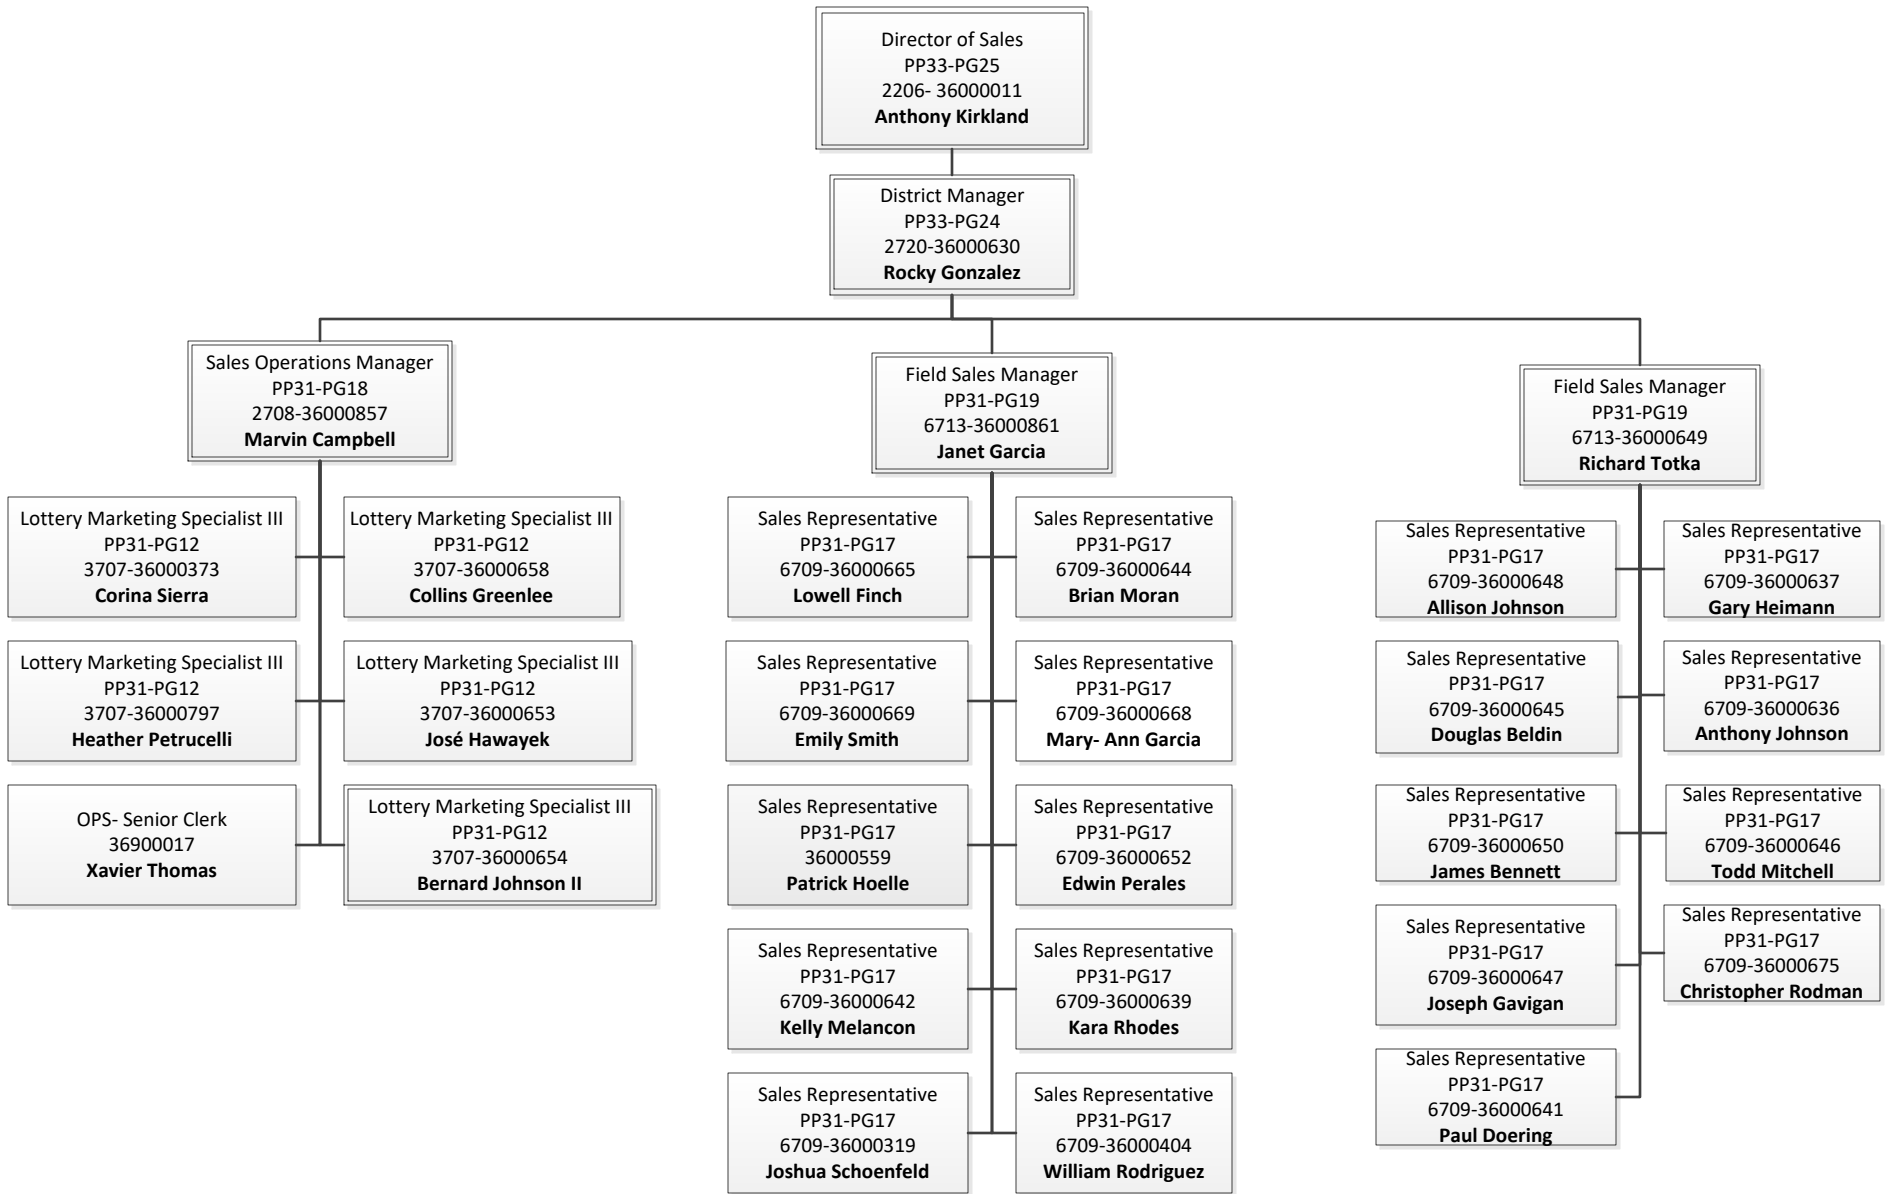 Director of Sales
PP33-PG25
2206- 36000011
Anthony Kirkland
District Manager
PP33-PG24
2720-36000630
Rocky Gonzalez
Sales Operations Manager
PP31-PG18
2708-36000857
Marvin Campbell
Lottery Marketing Specialist III
PP31-PG12
3707-36000373
Corina Sierra
Lottery Marketing Specialist III
PP31-PG12
3707-36000658
Collins Greenlee
Lottery Marketing Specialist III
PP31-PG12
3707-36000797
Heather Petrucelli
Lottery Marketing Specialist III
PP31-PG12
3707-36000653
José Hawayek
OPS- Senior Clerk
36900017
Xavier Thomas
Lottery Marketing Specialist III
PP31-PG12
3707-36000654
Bernard Johnson II
Field Sales Manager
PP31-PG19
6713-36000861
Janet Garcia
Sales Representative
PP31-PG17
6709-36000665
Lowell Finch
Sales Representative
PP31-PG17
6709-36000644
Brian Moran
Sales Representative
PP31-PG17
6709-36000669
Emily Smith
Sales Representative
PP31-PG17
6709-36000668
Mary- Ann Garcia
Sales Representative
PP31-PG17
36000559
Patrick Hoelle
Sales Representative
PP31-PG17
6709-36000652
Edwin Perales
Sales Representative
PP31-PG17
6709-36000642
Kelly Melancon
Sales Representative
PP31-PG17
6709-36000639
Kara Rhodes
Sales Representative
PP31-PG17
6709-36000319
Joshua Schoenfeld
Sales Representative
PP31-PG17
6709-36000404
William Rodriguez
Field Sales Manager
PP31-PG19
6713-36000649
Richard Totka
Sales Representative
PP31-PG17
6709-36000648
Allison Johnson
Sales Representative
PP31-PG17
6709-36000637
Gary Heimann
Sales Representative
PP31-PG17
6709-36000645
Douglas Beldin
Sales Representative
PP31-PG17
6709-36000636
Anthony Johnson
Sales Representative
PP31-PG17
6709-36000650
James Bennett
Sales Representative
PP31-PG17
6709-36000646
Todd Mitchell
Sales Representative
PP31-PG17
6709-36000647
Joseph Gavigan
Sales Representative
PP31-PG17
6709-36000675
Christopher Rodman
Sales Representative
PP31-PG17
6709-36000641
Paul Doering